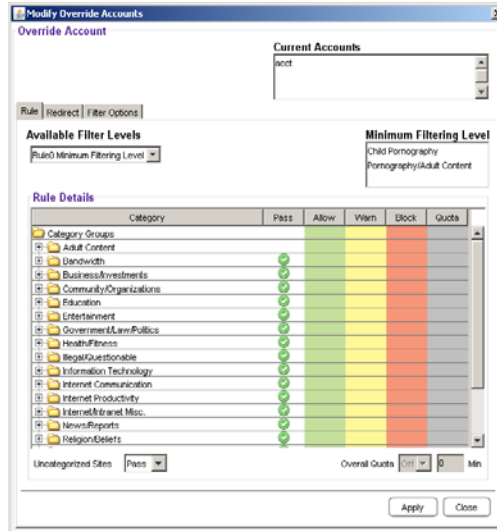 Modify Override Accounts
Override Account
Current Accounts
acct
Rule Redirect Filter Options
Available Filter Levels
Minimum Filtering Level
Rule0 Minimum Filtering Level
Child Pornography
Pornography/Adult Content
Rule Details
Category Pass Allow Warn Block Quota
Category Groups
Adult Content
Bandwidth
Business/Investments
Community/Organizations
Education
Entertainment
Government/Law/Politics
Health/Fitness
Illegal/Questionable
Information Technology
Internet Communication
Internet Productivity
Internet/Intranet Misc.
News/Reports
Religion/Beliefs
Uncategorized Sites Pass Overall Quota Off 0 Min
Apply Close